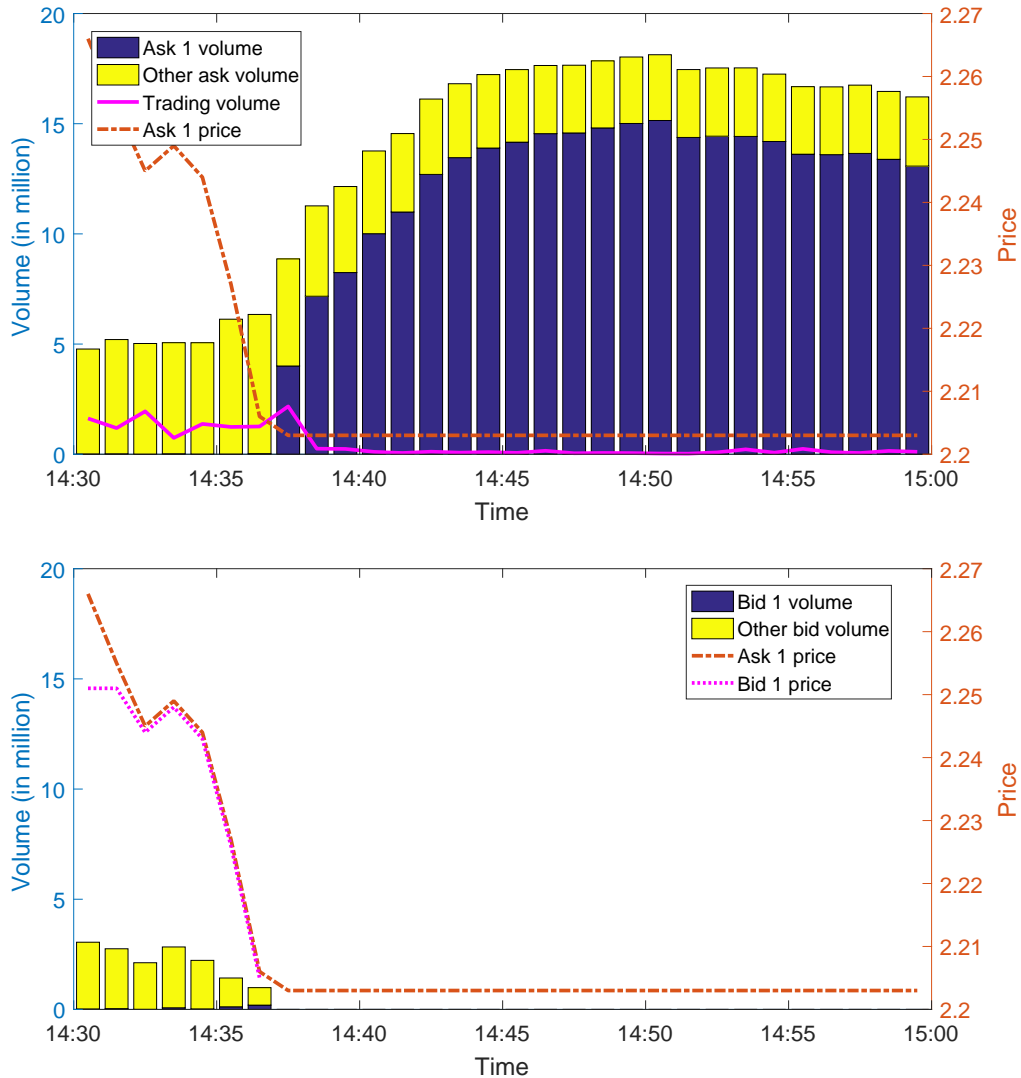 20
2.27
Ask 1 volume
Other ask volume
Trading volume
Ask 1 price
2.26
15
2.25
2.24
Volume (in million)
10
Price
2.23
2.22
5
2.21
0
2.2
14:30
14:35
14:40
14:45
14:50
14:55
15:00
Time
20
2.27
Bid 1 volume
Other bid volume
Ask 1 price
Bid 1 price
2.26
15
2.25
2.24
Volume (in million)
10
Price
2.23
2.22
5
2.21
0
2.2
14:30
14:35
14:40
14:45
14:50
14:55
15:00
Time